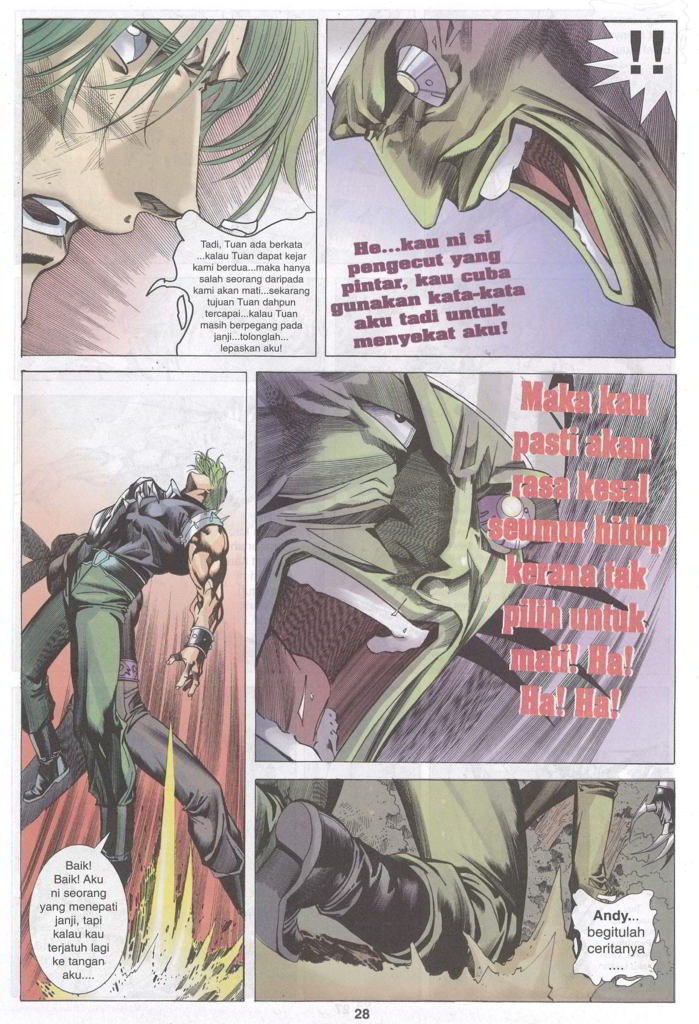 Tadi, Tuan ada berkata
...kalau Tuan dapat kejar
kami berdua...maka hanya
salah seorang daripada
kami akan mati...sekarang
tujuan Tuan dahpun
tercapai...kalau Tuan
masih berpegang pada
janji...tolonglah...
lepaskan aku!
!!
He...kau ni si
pengecut yang
pintar, kau cuba
gunakan kata-kata
aku tadi untuk
menyekat aku!
Baik!
Baik! Aku
ni seorang
yang menepati
janji, tapi
kalau kau
terjatuh lagi
ke tangan
aku....
Maka kau
pasti akan
rasa kesal
seumur hidup
kerana tak
pilih untuk
mati! Ha!
Ha! Ha!
Andy...
begitulah
ceritanya
....
28